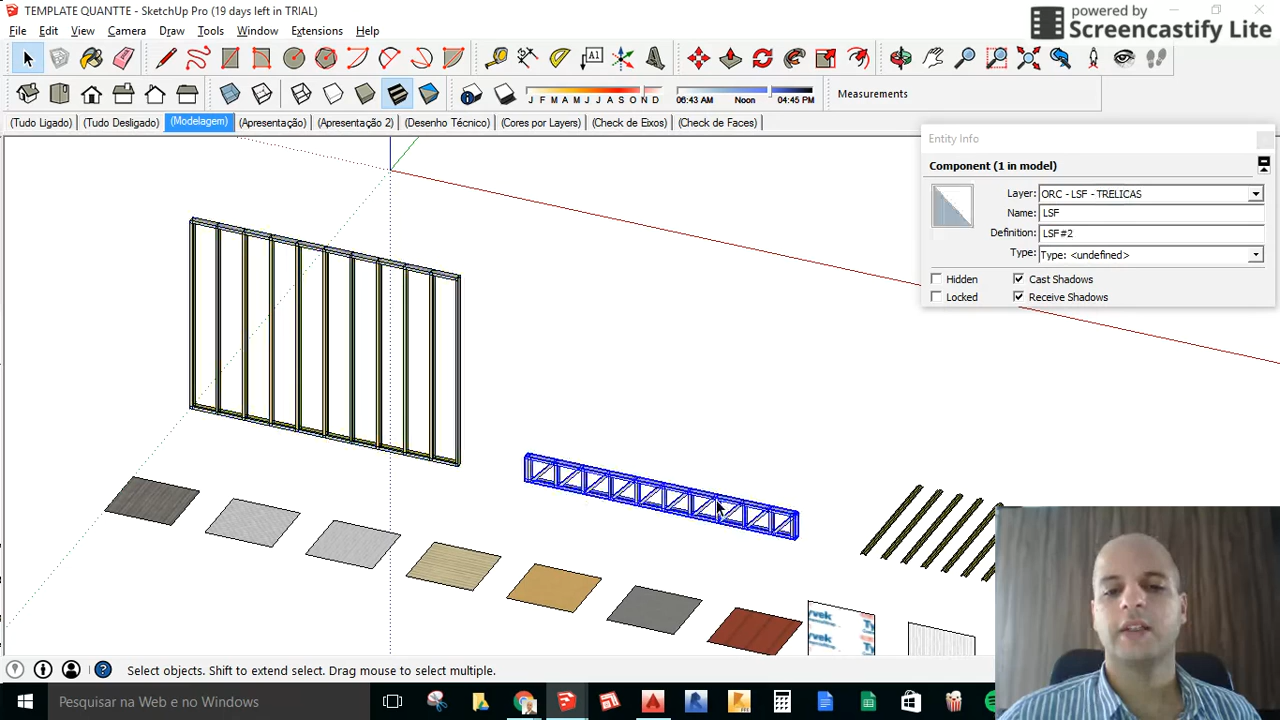 TEMPLATE QUANTTE - SketchUp Pro (19 days left in TRIAL)
powered by
Screencastify Lite
File Edit View Camera Draw Tools Window Extensions Help
A1
J F M A M J J A S O N D
06:43 AM Noon 04:45 PM
Measurements
(Tudo Ligado) (Tudo Desligado) (Modelagem) (Apresentação) (Apresentação 2) (Desenho Técnico) (Cores por Layers) (Check de Eixos) (Check de Faces)
Entity Info
Component (1 in model)
Layer: ORC - LSF - TRELICAS
Name: LSF
Definition: LSF#2
Type: Type: <undefined>
Hidden Cast Shadows
Locked Receive Shadows
Select objects. Shift to extend select. Drag mouse to select multiple.
Pesquisar na Web e no Windows